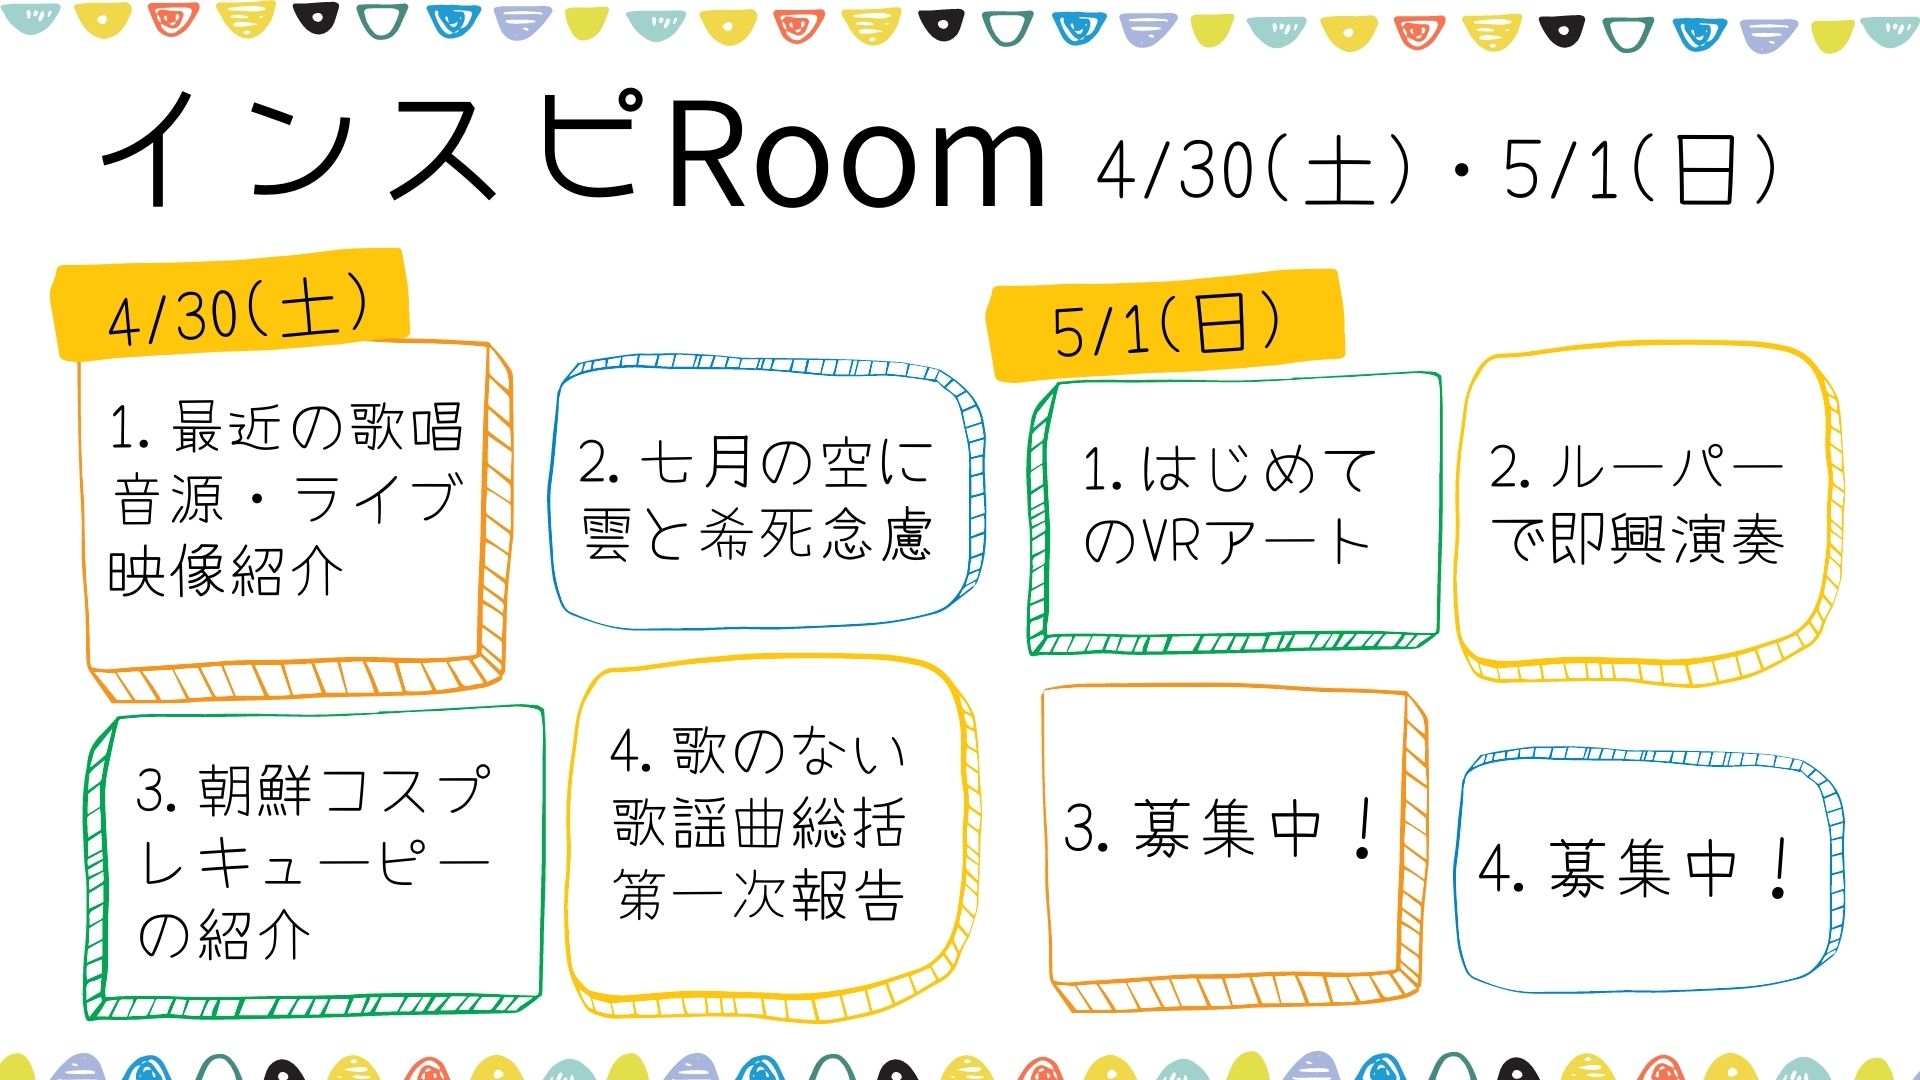 インスピRoom 4/30(土)・5/1(日)
4/30(土)
1. 最近の歌唱
音源・ライブ
映像紹介
2. 七月の空に
雲と希死念慮
3. 朝鮮コスプ
レキューピー
の紹介
4. 歌のない
歌謡曲総括
第一次報告
5/1(日)
1. はじめて
のVRアート
2. ルーパー
で即興演奏
3. 募集中！
4. 募集中！